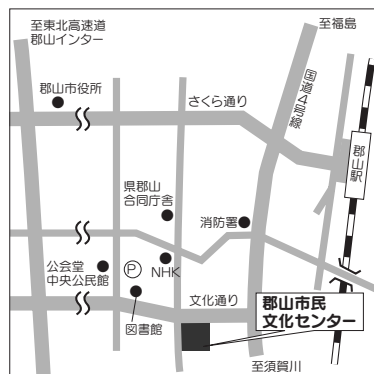 至東北高速道
郡山インター
至福島
郡山市役所
さくら通り
国道4号線
郡山駅
県郡山
合同庁舎
消防署
公会堂
中央公民館
P
NHK
図書館
文化通り
郡山市民
文化センター
至須賀川